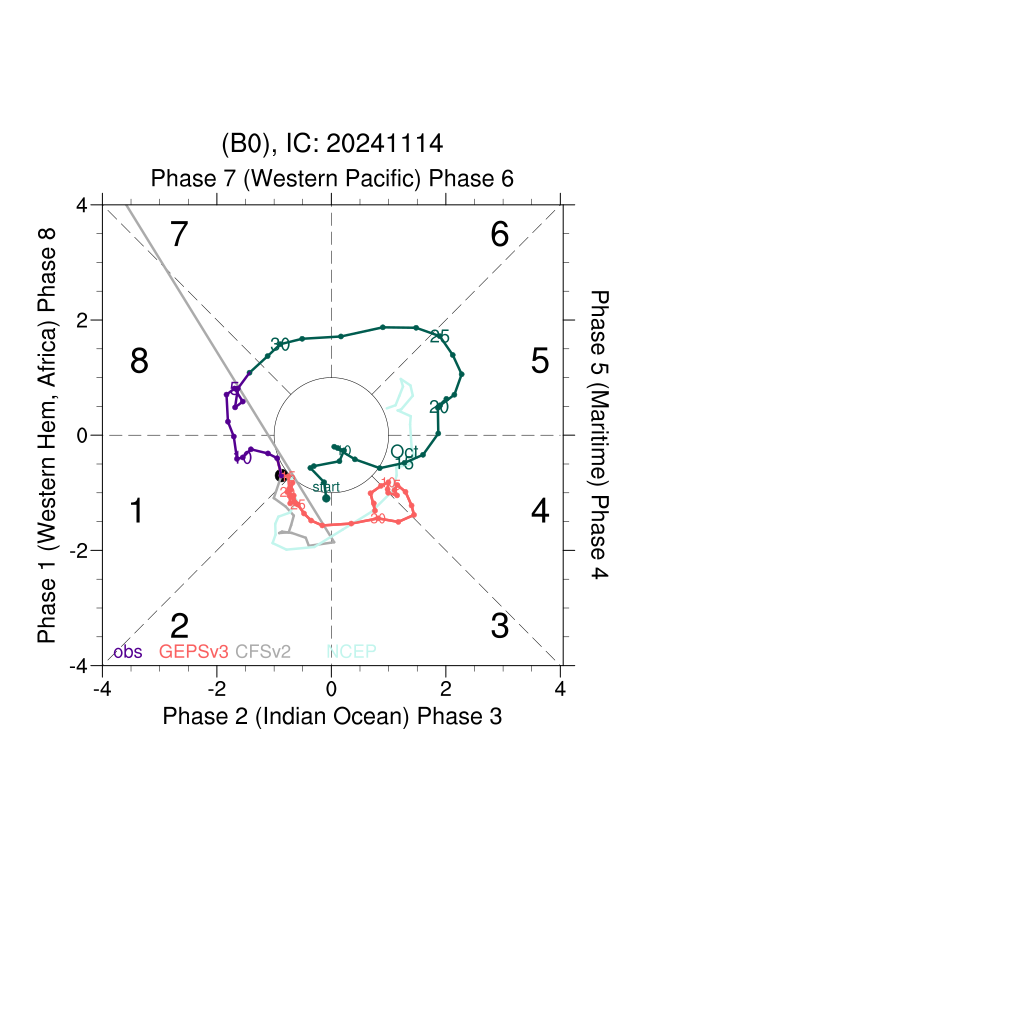 (B0), IC: 20241114
Phase 7 (Western Pacific) Phase 6
4
7
6
2
30
25
8
5
5
20
0
10
Oct
15
Phase 1 (Western Hem, Africa) Phase 8
Phase 5 (Maritime) Phase 4
start
10
25
30
1
4
-2
2
3
obs
GEPSv3
CFSv2
NCEP
-4
-4
-2
0
2
4
Phase 2 (Indian Ocean) Phase 3